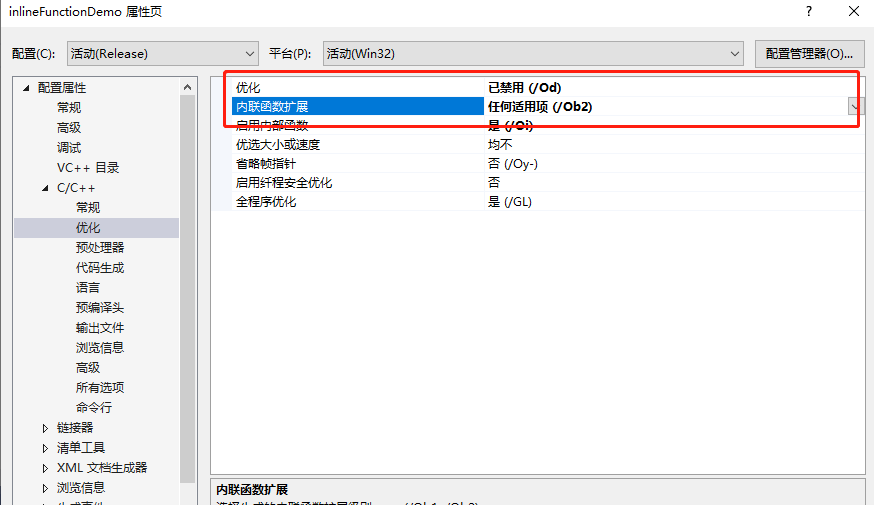 inlineFunctionDemo 属性页
? ×
配置(C): 活动(Release) 平台(P): 活动(Win32) 配置管理器(O)...
配置属性
常规
高级
调试
VC++ 目录
C/C++
常规
优化
预处理器
代码生成
语言
预编译头
输出文件
浏览信息
高级
所有选项
命令行
链接器
清单工具
XML 文档生成器
浏览信息
优化 已禁用 (/Od)
内联函数扩展 任何适用项 (/Ob2)
启用内部函数 是 (/Oi)
优选大小或速度 均不
省略帧指针 否 (/Oy-)
启用纤程安全优化 否
全程序优化 是 (/GL)
内联函数扩展